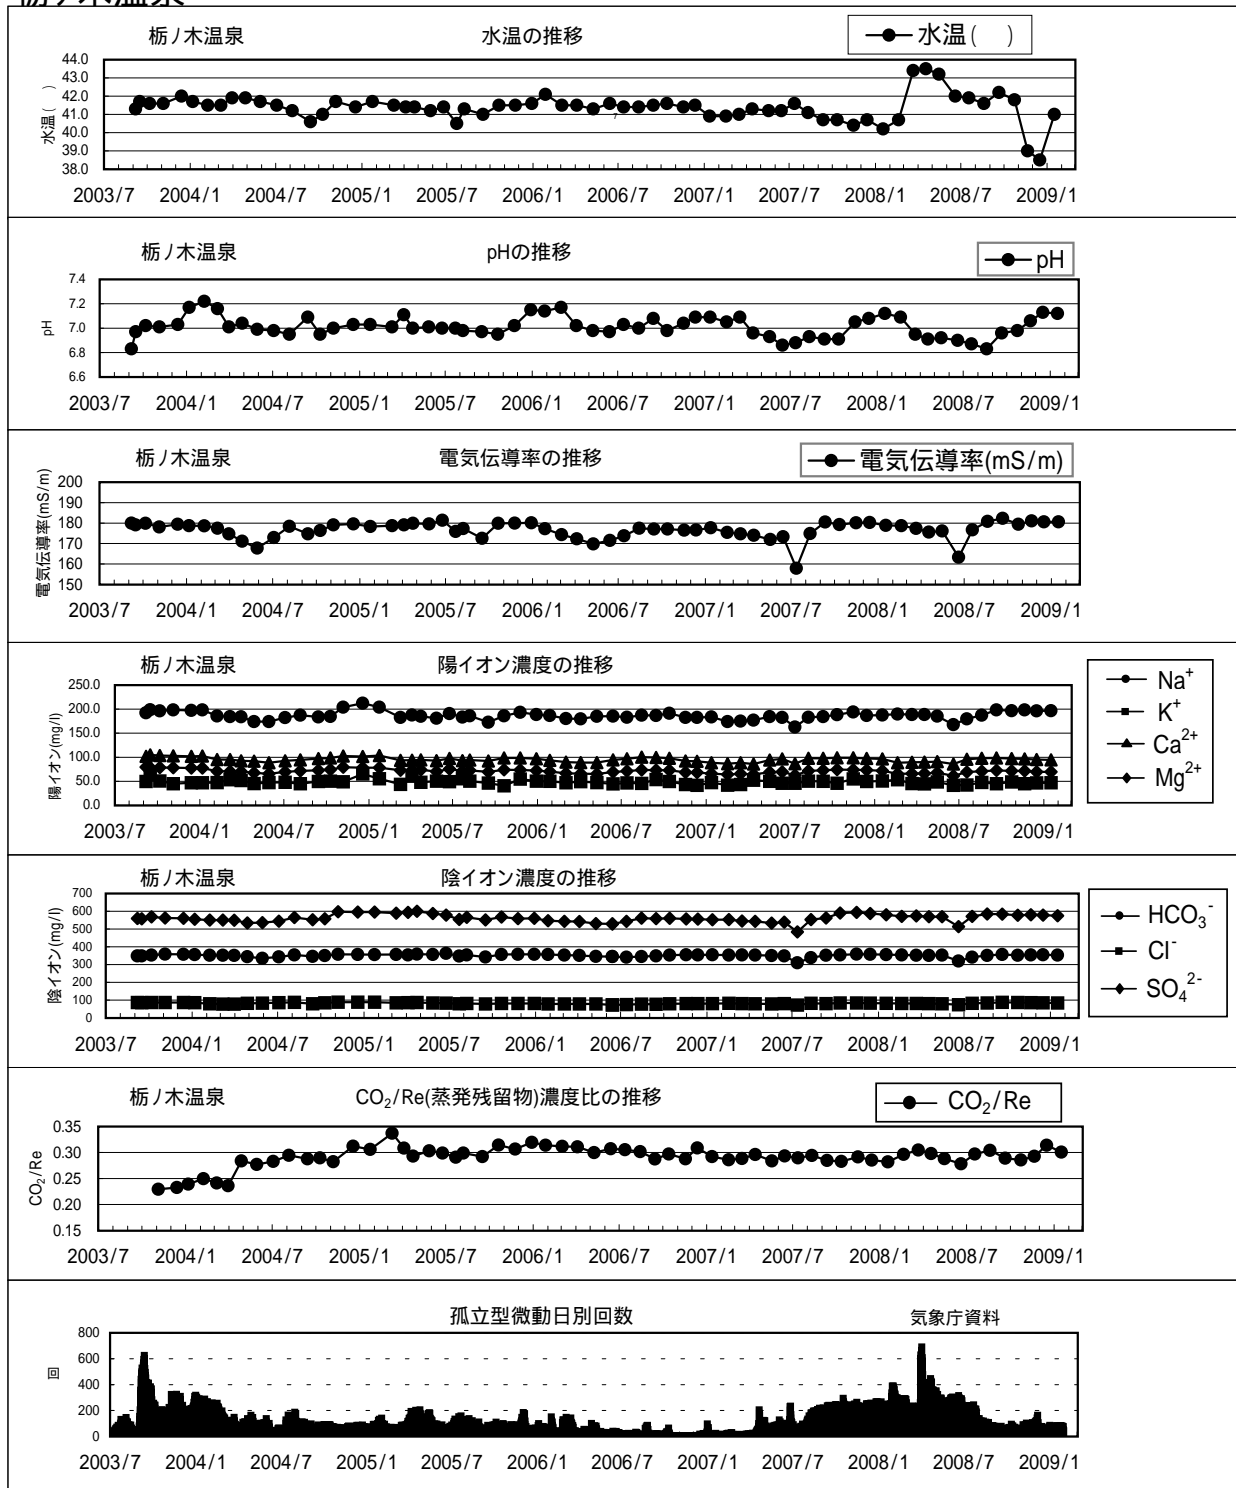 栃ノ木温泉
栃ノ木温泉 水温の推移 水温(　)
水温(　)
44.0
43.0
42.0
41.0
40.0
39.0
38.0
2003/7 2004/1 2004/7 2005/1 2005/7 2006/1 2006/7 2007/1 2007/7 2008/1 2008/7 2009/1
栃ノ木温泉 pHの推移 pH
pH
7.4
7.2
7.0
6.8
6.6
2003/7 2004/1 2004/7 2005/1 2005/7 2006/1 2006/7 2007/1 2007/7 2008/1 2008/7 2009/1
栃ノ木温泉 電気伝導率の推移 電気伝導率(mS/m)
電気伝導率(mS/m)
200
190
180
170
160
150
2003/7 2004/1 2004/7 2005/1 2005/7 2006/1 2006/7 2007/1 2007/7 2008/1 2008/7 2009/1
栃ノ木温泉 陽イオン濃度の推移
陽イオン(mg/l)
250.0
200.0
150.0
100.0
50.0
0.0
2003/7 2004/1 2004/7 2005/1 2005/7 2006/1 2006/7 2007/1 2007/7 2008/1 2008/7 2009/1
Na⁺
K⁺
Ca²⁺
Mg²⁺
栃ノ木温泉 陰イオン濃度の推移
陰イオン(mg/l)
700
600
500
400
300
200
100
0
2003/7 2004/1 2004/7 2005/1 2005/7 2006/1 2006/7 2007/1 2007/7 2008/1 2008/7 2009/1
HCO₃⁻
Cl⁻
SO₄²⁻
栃ノ木温泉 CO₂/Re(蒸発残留物)濃度比の推移 CO₂/Re
CO₂/Re
0.35
0.30
0.25
0.20
0.15
2003/7 2004/1 2004/7 2005/1 2005/7 2006/1 2006/7 2007/1 2007/7 2008/1 2008/7 2009/1
孤立型微動日別回数 気象庁資料
回
800
600
400
200
0
2003/7 2004/1 2004/7 2005/1 2005/7 2006/1 2006/7 2007/1 2007/7 2008/1 2008/7 2009/1